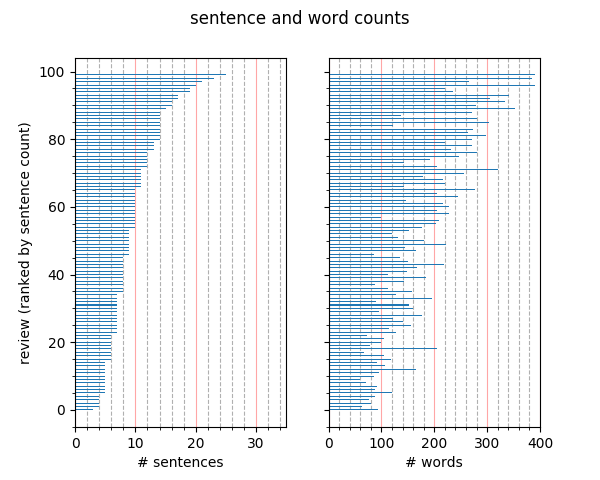 sentence and word counts
100
80
60
40
20
0
review (ranked by sentence count)
0 10 20 30
# sentences
0 100 200 300 400
# words